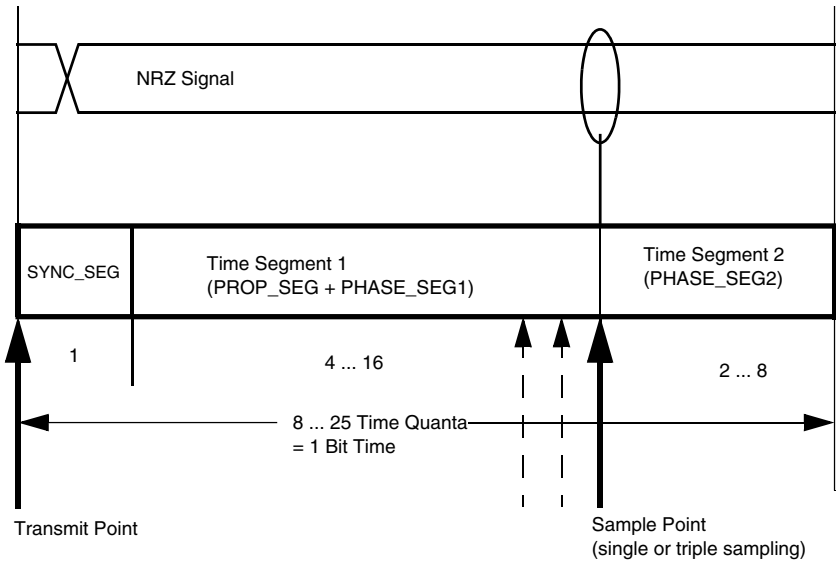 NRZ Signal
SYNC_SEG
Time Segment 1
(PROP_SEG + PHASE_SEG1)
Time Segment 2
(PHASE_SEG2)
1
4 ... 16
2 ... 8
8 ... 25 Time Quanta
= 1 Bit Time
Transmit Point
Sample Point
(single or triple sampling)